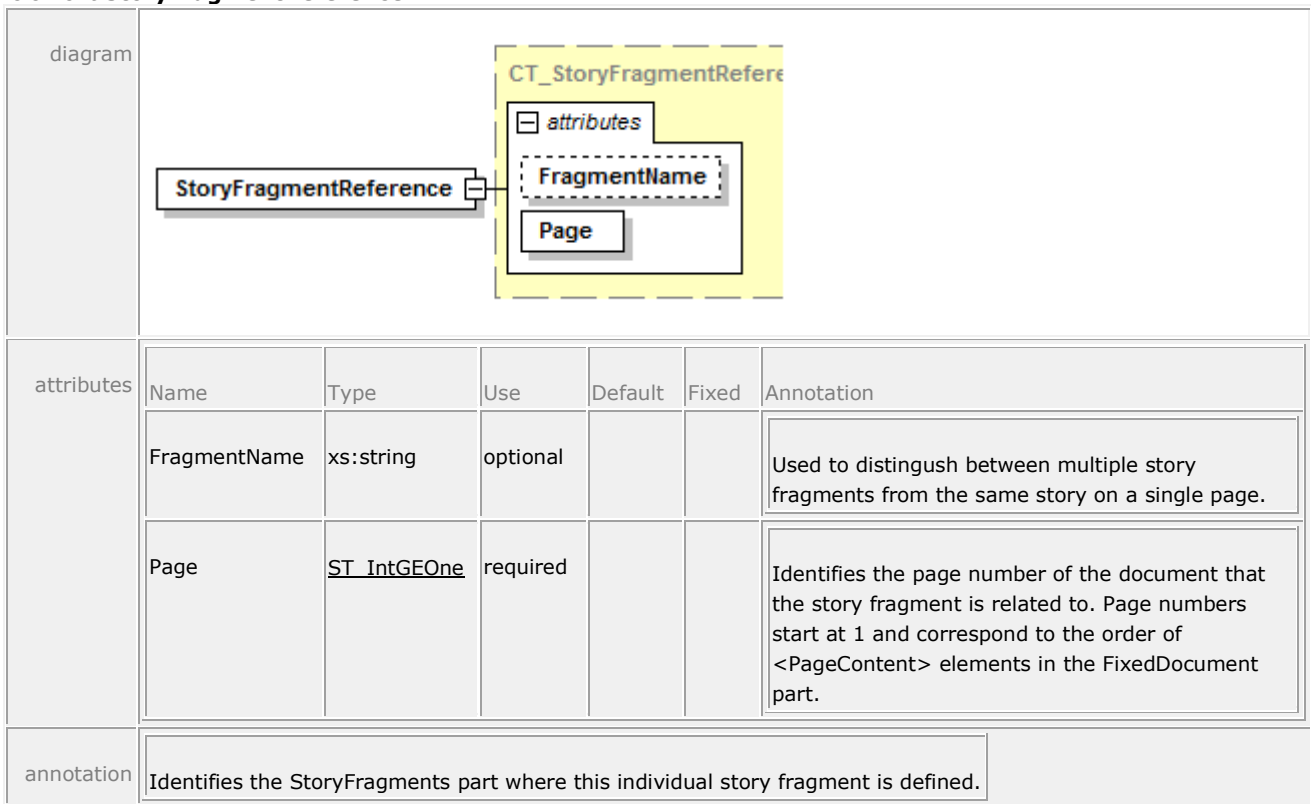 diagram
CT_StoryFragmentRefere
attributes
FragmentName
StoryFragmentReference
Page
attributes
Name Type Use Default Fixed Annotation
FragmentName xs:string optional Used to distingush between multiple story
fragments from the same story on a single page.
Page ST_IntGEOne required Identifies the page number of the document that
the story fragment is related to. Page numbers
start at 1 and correspond to the order of
<PageContent> elements in the FixedDocument
part.
annotation Identifies the StoryFragments part where this individual story fragment is defined.